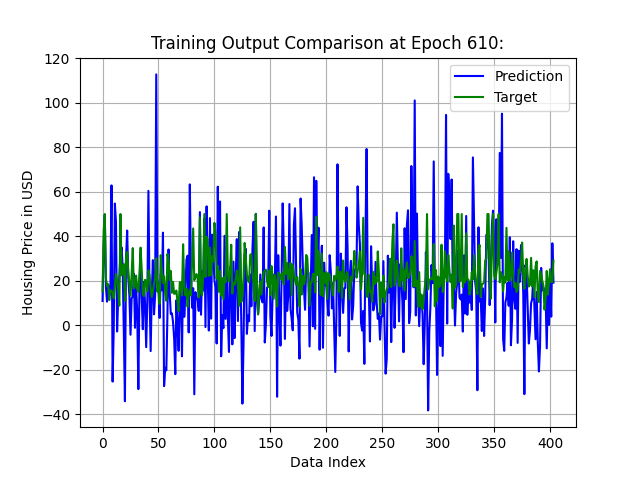 Training Output Comparison at Epoch 610:
Prediction
Target
Housing Price in USD
120
100
80
60
40
20
0
−20
−40
0 50 100 150 200 250 300 350 400
Data Index